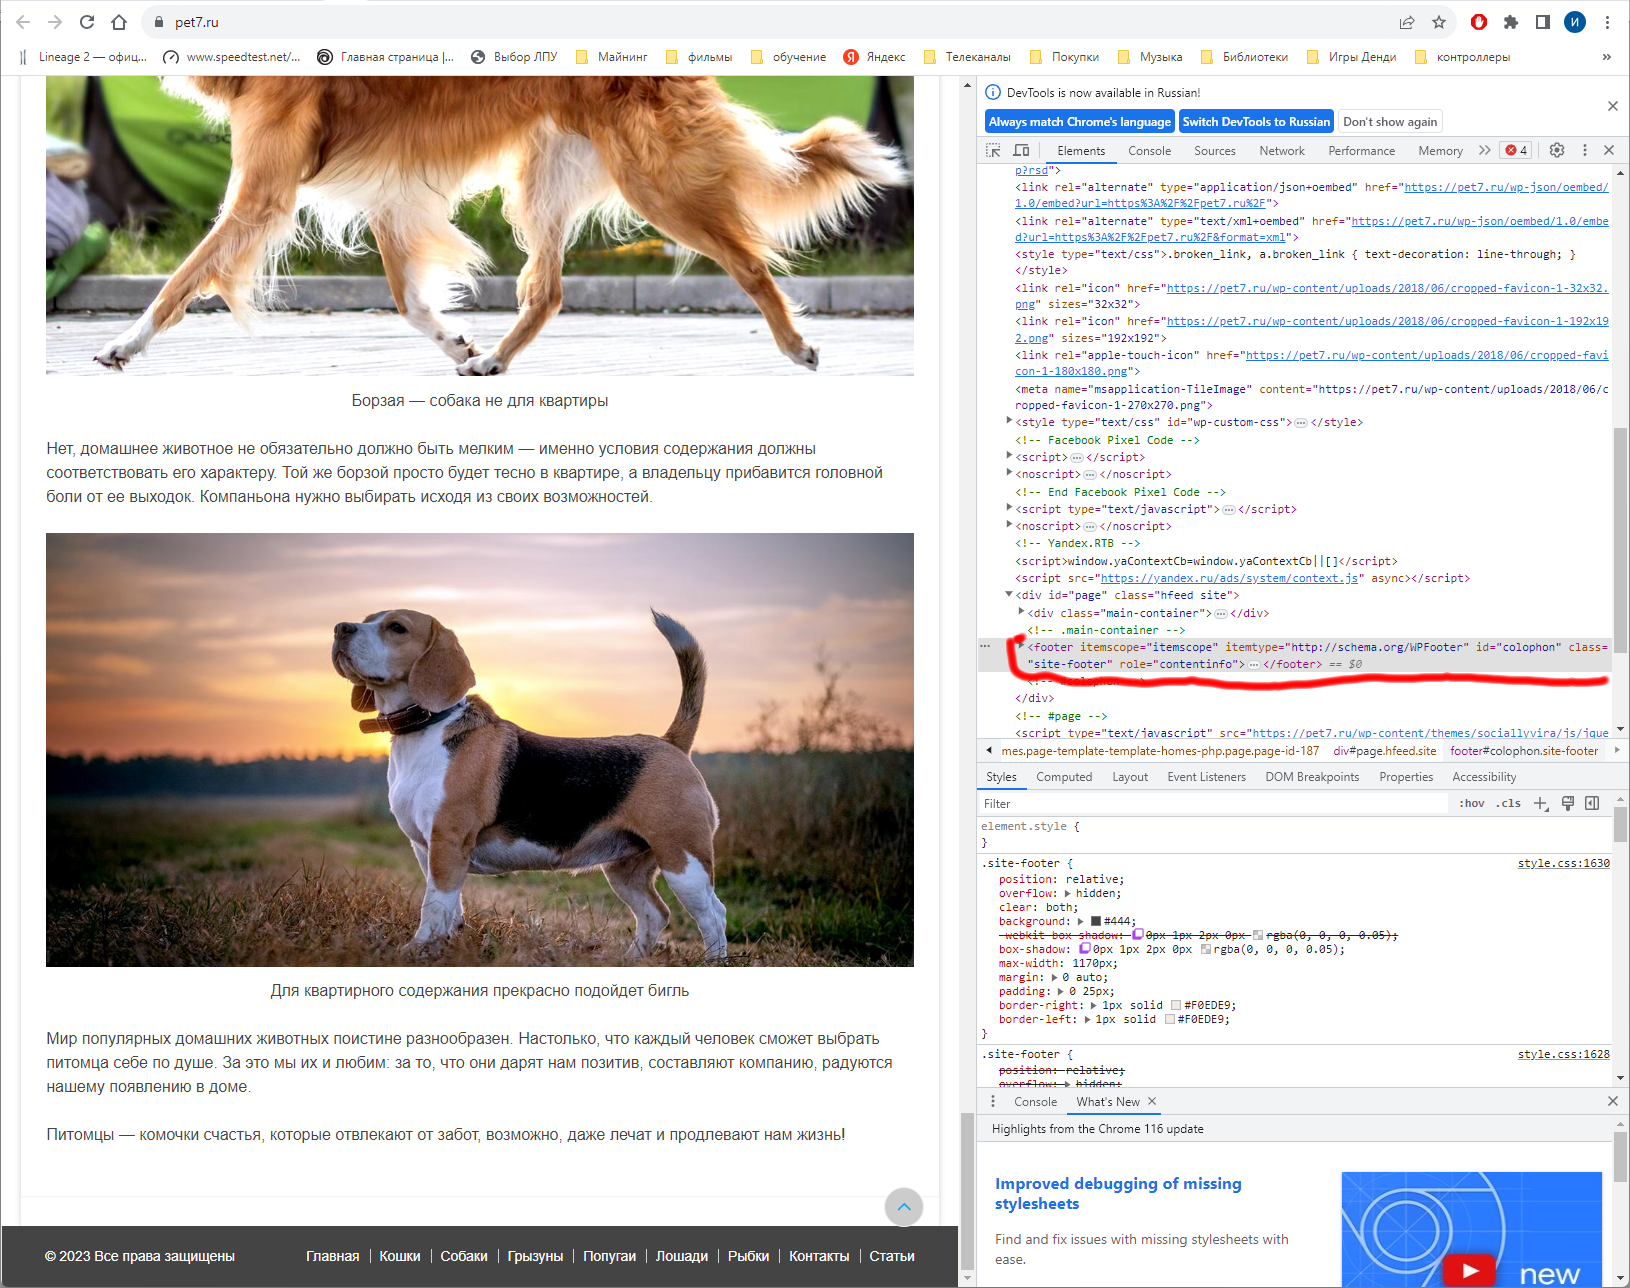 pet7.ru
И
Lineage 2 — офиц...
www.speedtest.net/...
Главная страница |...
Выбор ЛПУ
Майнинг
фильмы
обучение
Я
Яндекс
Телеканалы
Покупки
Музыка
Библиотеки
Игры Денди
контроллеры
»
Борзая — собака не для квартиры
Нет, домашнее животное не обязательно должно быть мелким — именно условия содержания должны
соответствовать его характеру. Той же борзой просто будет тесно в квартире, а владельцу прибавится головной
боли от ее выходок. Компаньона нужно выбирать исходя из своих возможностей.
Для квартирного содержания прекрасно подойдет бигль
Мир популярных домашних животных поистине разнообразен. Настолько, что каждый человек сможет выбрать
питомца себе по душе. За это мы их и любим: за то, что они дарят нам позитив, составляют компанию, радуются
нашему появлению в доме.
Питомцы — комочки счастья, которые отвлекают от забот, возможно, даже лечат и продлевают нам жизнь!
© 2023 Все права защищены
Главная | Кошки | Собаки | Грызуны | Попугаи | Лошади | Рыбки | Контакты | Статьи
DevTools is now available in Russian!
Always match Chrome's language
Switch DevTools to Russian
Don't show again
Elements
Console
Sources
Network
Performance
Memory
4
p?rsd">
<link rel="alternate" type="application/json+oembed" href="https://pet7.ru/wp-json/oembed/
1.0/embed?url=https%3A%2F%2Fpet7.ru%2F">
<link rel="alternate" type="text/xml+oembed" href="https://pet7.ru/wp-json/oembed/1.0/embe
d?url=https%3A%2F%2Fpet7.ru%2F&format=xml">
<style type="text/css">.broken_link, a.broken_link { text-decoration: line-through; }
</style>
<link rel="icon" href="https://pet7.ru/wp-content/uploads/2018/06/cropped-favicon-1-32x32.
png" sizes="32x32">
<link rel="icon" href="https://pet7.ru/wp-content/uploads/2018/06/cropped-favicon-1-192x19
2.png" sizes="192x192">
<link rel="apple-touch-icon" href="https://pet7.ru/wp-content/uploads/2018/06/cropped-favi
con-1-180x180.png">
<meta name="msapplication-TileImage" content="https://pet7.ru/wp-content/uploads/2018/06/c
ropped-favicon-1-270x270.png">
<style type="text/css" id="wp-custom-css">…</style>
<!-- Facebook Pixel Code -->
<script>…</script>
<noscript>…</noscript>
<!-- End Facebook Pixel Code -->
<script type="text/javascript">…</script>
<noscript>…</noscript>
<!-- Yandex.RTB -->
<script>window.yaContextCb=window.yaContextCb||[]</script>
<script src="https://yandex.ru/ads/system/context.js" async></script>
<div id="page" class="hfeed site">
<div class="main-container">…</div>
<!-- .main-container -->
<footer itemscope="itemscope" itemtype="http://schema.org/WPFooter" id="colophon" class=
"site-footer" role="contentinfo">…</footer> == $0
</div>
<!-- #page -->
<script type="text/javascript" src="https://pet7.ru/wp-content/themes/sociallyvira/js/jque
mes.page-template-template-homes-php.page.page-id-187
div#page.hfeed.site
footer#colophon.site-footer
Styles
Computed
Layout
Event Listeners
DOM Breakpoints
Properties
Accessibility
Filter
:hov
.cls
element.style {
}
.site-footer {
style.css:1630
position: relative;
overflow: hidden;
clear: both;
background: #444;
-webkit-box-shadow: 0px 1px 2px 0px rgba(0, 0, 0, 0.05);
box-shadow: 0px 1px 2px 0px rgba(0, 0, 0, 0.05);
max-width: 1170px;
margin: 0 auto;
padding: 0 25px;
border-right: 1px solid #F0EDE9;
border-left: 1px solid #F0EDE9;
}
.site-footer {
style.css:1628
position: relative;
overflow: hidden;
Console
What's New
Highlights from the Chrome 116 update
Improved debugging of missing
stylesheets
Find and fix issues with missing stylesheets with
ease.
new